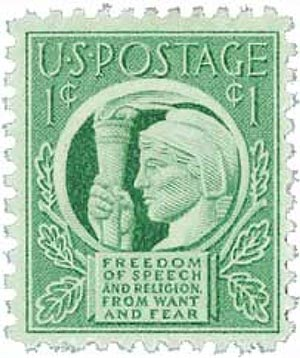 U·S·POSTAGE
1¢ ¢1
FREEDOM
OF SPEECH
AND RELIGION,
FROM WANT
AND FEAR